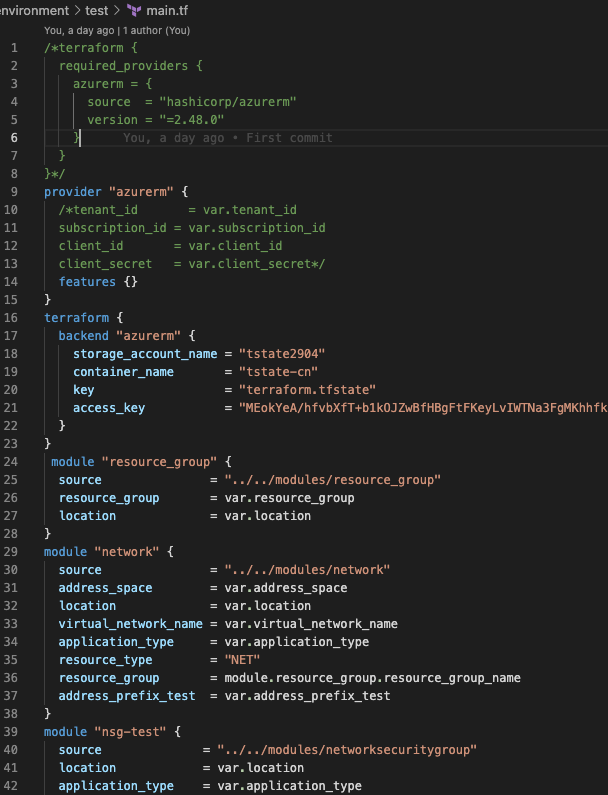 environment > test > main.tf
You, a day ago | 1 author (You)
1 /*terraform {
2 required_providers {
3 azurerm = {
4 source = "hashicorp/azurerm"
5 version = "=2.48.0"
6 } You, a day ago • First commit
7 }
8 }*/
9 provider "azurerm" {
10 /*tenant_id = var.tenant_id
11 subscription_id = var.subscription_id
12 client_id = var.client_id
13 client_secret = var.client_secret*/
14 features {}
15 }
16 terraform {
17 backend "azurerm" {
18 storage_account_name = "tstate2904"
19 container_name = "tstate-cn"
20 key = "terraform.tfstate"
21 access_key = "MEokYeA/hfvbXfT+b1kOJZwBfHBgFtFKeyLvIWTNa3FgMKhhfk
22 }
23 }
24 module "resource_group" {
25 source = "../../modules/resource_group"
26 resource_group = var.resource_group
27 location = var.location
28 }
29 module "network" {
30 source = "../../modules/network"
31 address_space = var.address_space
32 location = var.location
33 virtual_network_name = var.virtual_network_name
34 application_type = var.application_type
35 resource_type = "NET"
36 resource_group = module.resource_group.resource_group_name
37 address_prefix_test = var.address_prefix_test
38 }
39 module "nsg-test" {
40 source = "../../modules/networksecuritygroup"
41 location = var.location
42 application_type = var.application_type